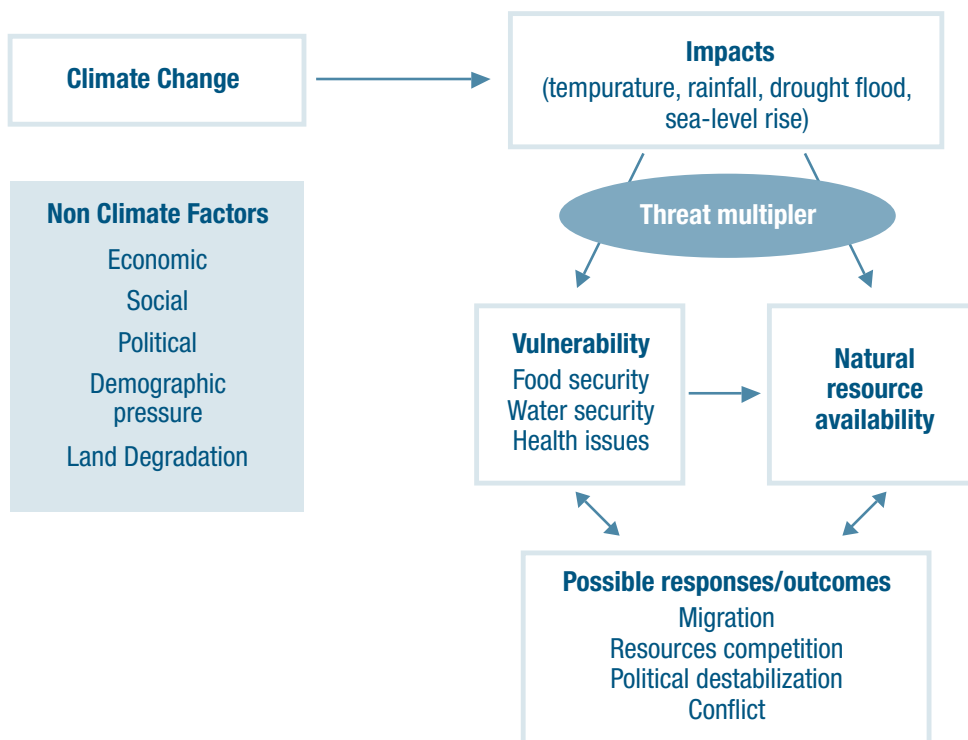 Climate Change
Impacts
(tempurature, rainfall, drought flood,
sea-level rise)
Non Climate Factors
Economic
Social
Political
Demographic
pressure
Land Degradation
Threat multipler
Vulnerability
Food security
Water security
Health issues
Natural
resource
availability
Possible responses/outcomes
Migration
Resources competition
Political destabilization
Conflict